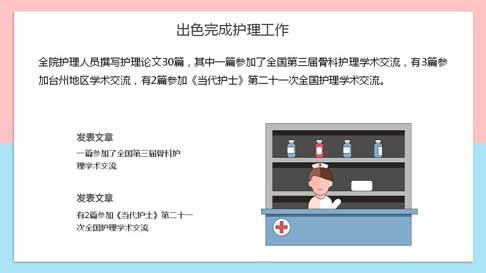 出色完成护理工作
全院护理人员撰写护理论文30篇，其中一篇参加了全国第三届骨科护理学术交流，有3篇参
加台州地区学术交流，有2篇参加《当代护士》第二十一次全国护理学术交流。
发表文章
一篇参加了全国第三届骨科护
理学术交流
发表文章
有2篇参加《当代护士》第二十一
次全国护理学术交流